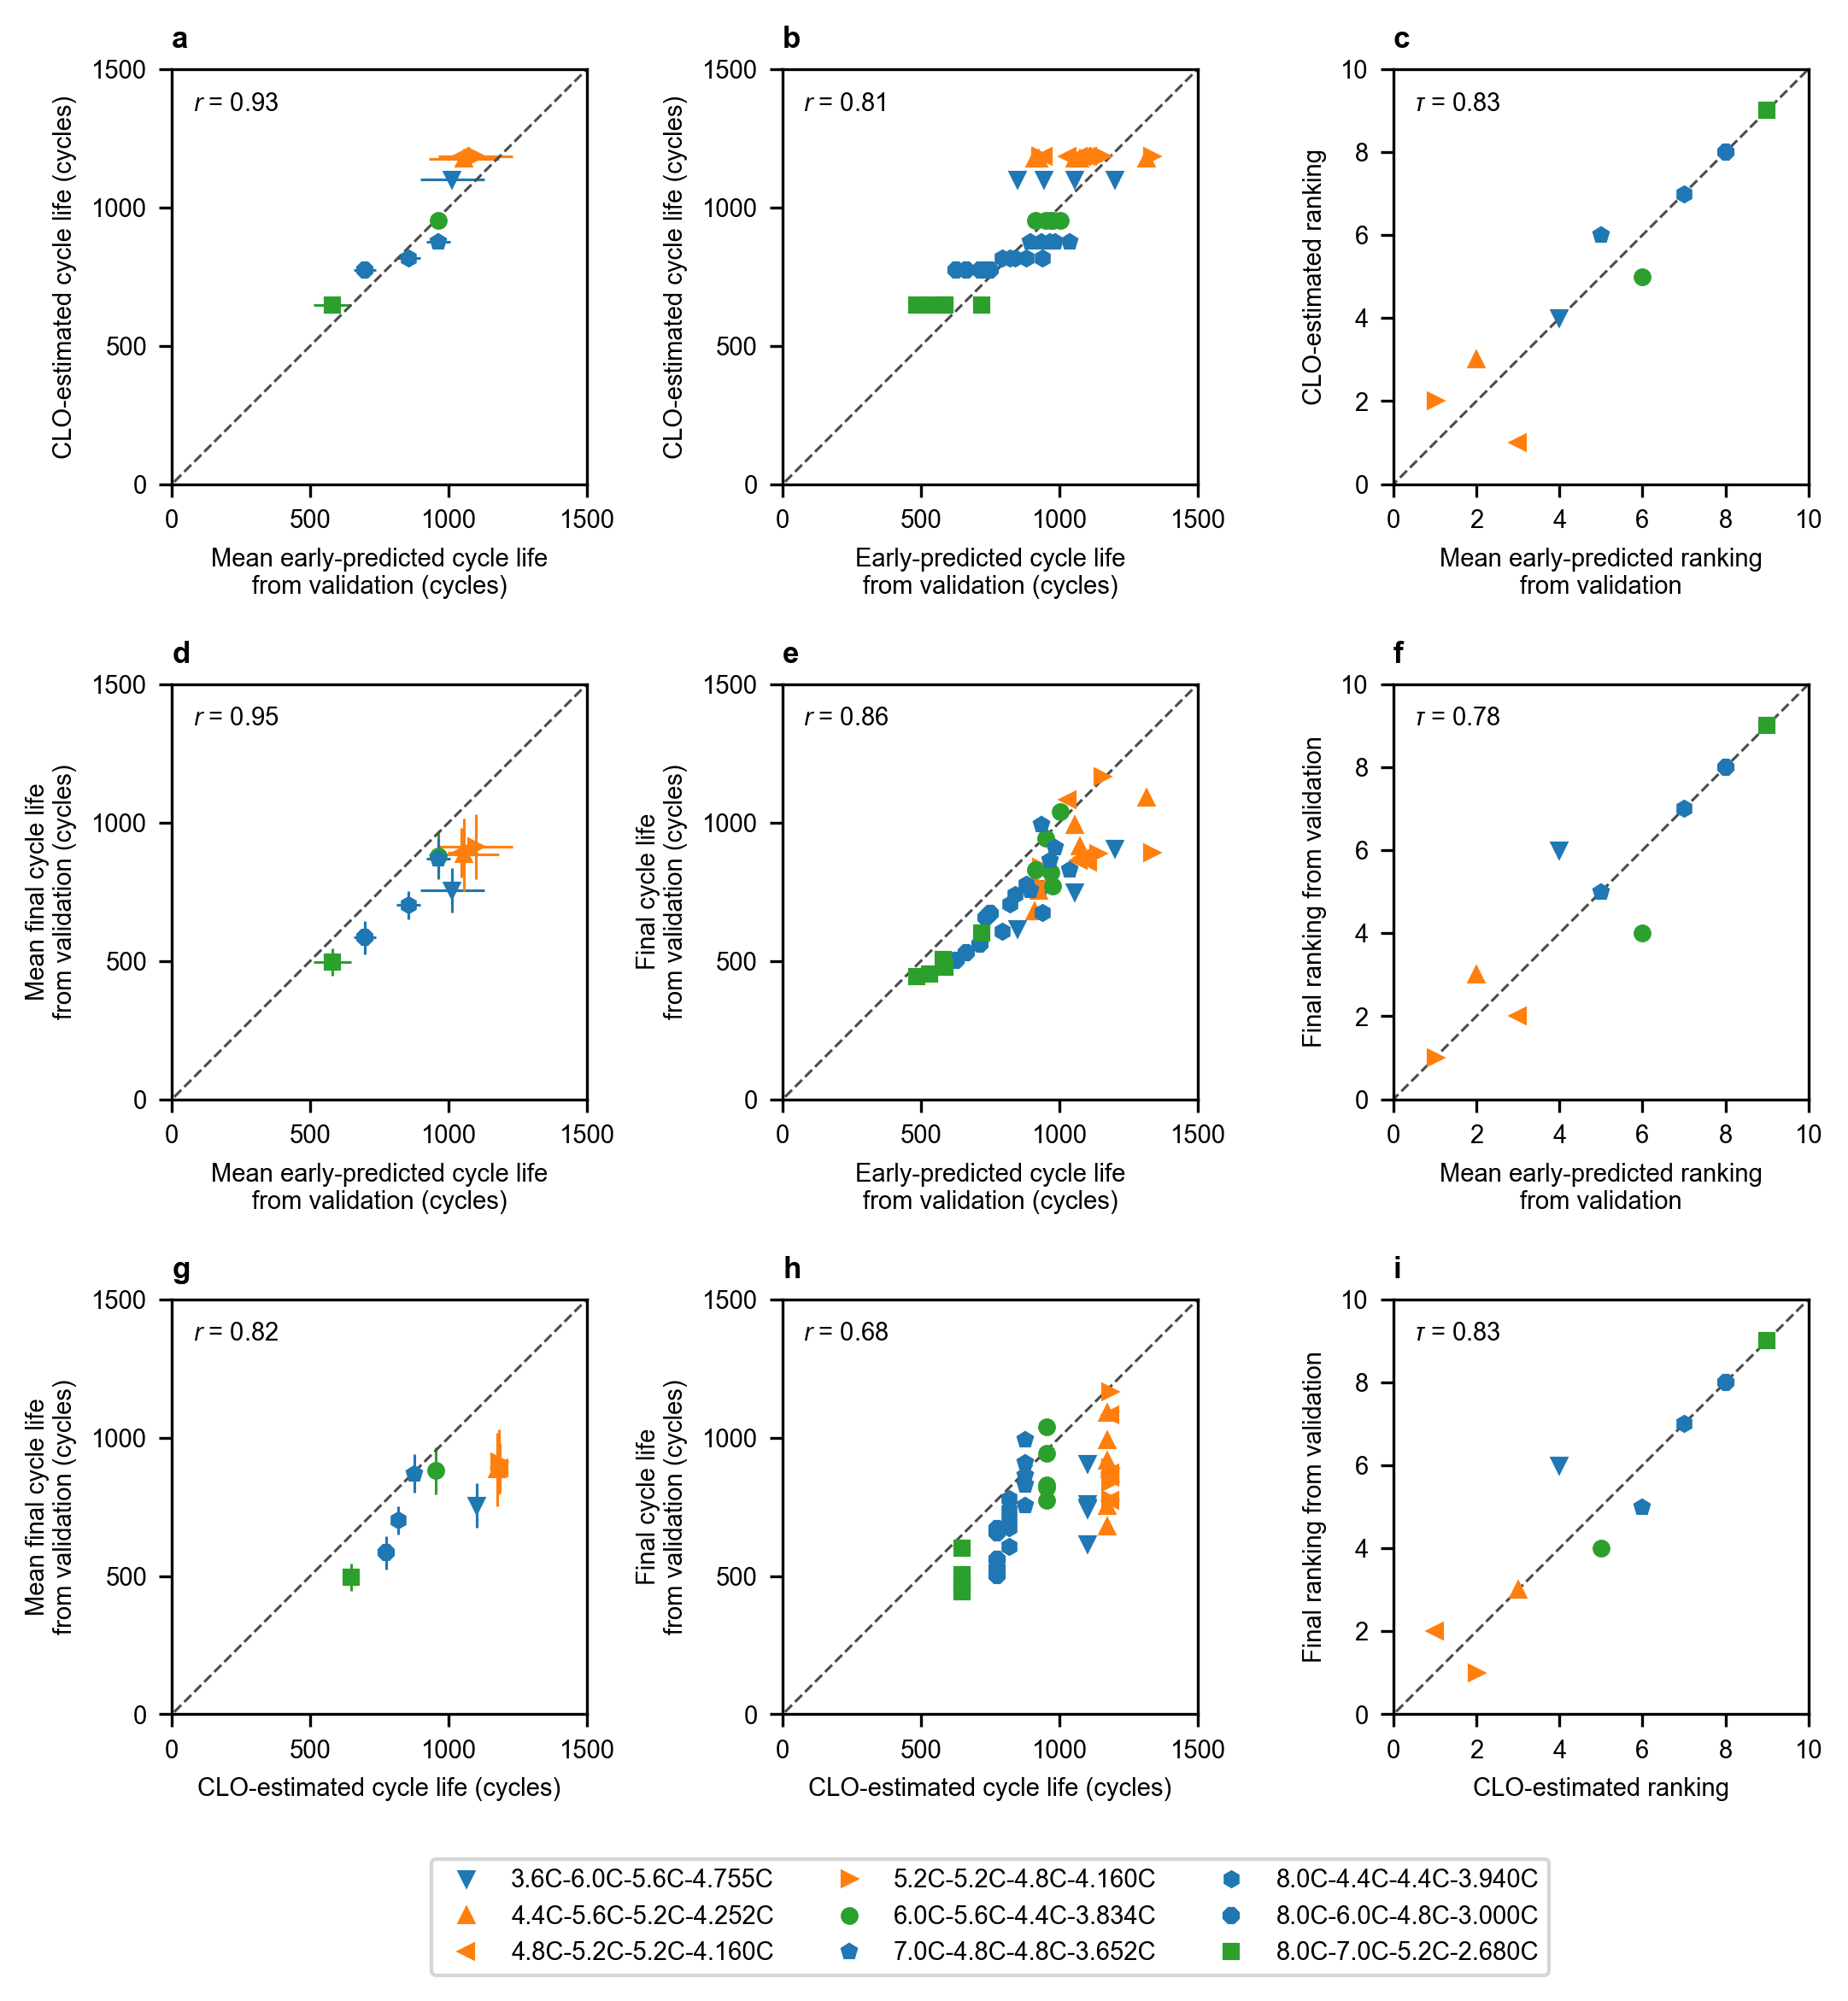 a
r = 0.93
1500
1000
500
0
0 500 1000 1500
CLO-estimated cycle life (cycles)
Mean early-predicted cycle life
from validation (cycles)
b
r = 0.81
1500
1000
500
0
0 500 1000 1500
CLO-estimated cycle life (cycles)
Early-predicted cycle life
from validation (cycles)
c
τ = 0.83
10
8
6
4
2
0
0 2 4 6 8 10
CLO-estimated ranking
Mean early-predicted ranking
from validation
d
r = 0.95
1500
1000
500
0
0 500 1000 1500
Mean final cycle life
from validation (cycles)
Mean early-predicted cycle life
from validation (cycles)
e
r = 0.86
1500
1000
500
0
0 500 1000 1500
Final cycle life
from validation (cycles)
Early-predicted cycle life
from validation (cycles)
f
τ = 0.78
10
8
6
4
2
0
0 2 4 6 8 10
Final ranking from validation
Mean early-predicted ranking
from validation
g
r = 0.82
1500
1000
500
0
0 500 1000 1500
Mean final cycle life
from validation (cycles)
CLO-estimated cycle life (cycles)
h
r = 0.68
1500
1000
500
0
0 500 1000 1500
Final cycle life
from validation (cycles)
CLO-estimated cycle life (cycles)
i
τ = 0.83
10
8
6
4
2
0
0 2 4 6 8 10
Final ranking from validation
CLO-estimated ranking
3.6C-6.0C-5.6C-4.755C
4.4C-5.6C-5.2C-4.252C
4.8C-5.2C-5.2C-4.160C
5.2C-5.2C-4.8C-4.160C
6.0C-5.6C-4.4C-3.834C
7.0C-4.8C-4.8C-3.652C
8.0C-4.4C-4.4C-3.940C
8.0C-6.0C-4.8C-3.000C
8.0C-7.0C-5.2C-2.680C